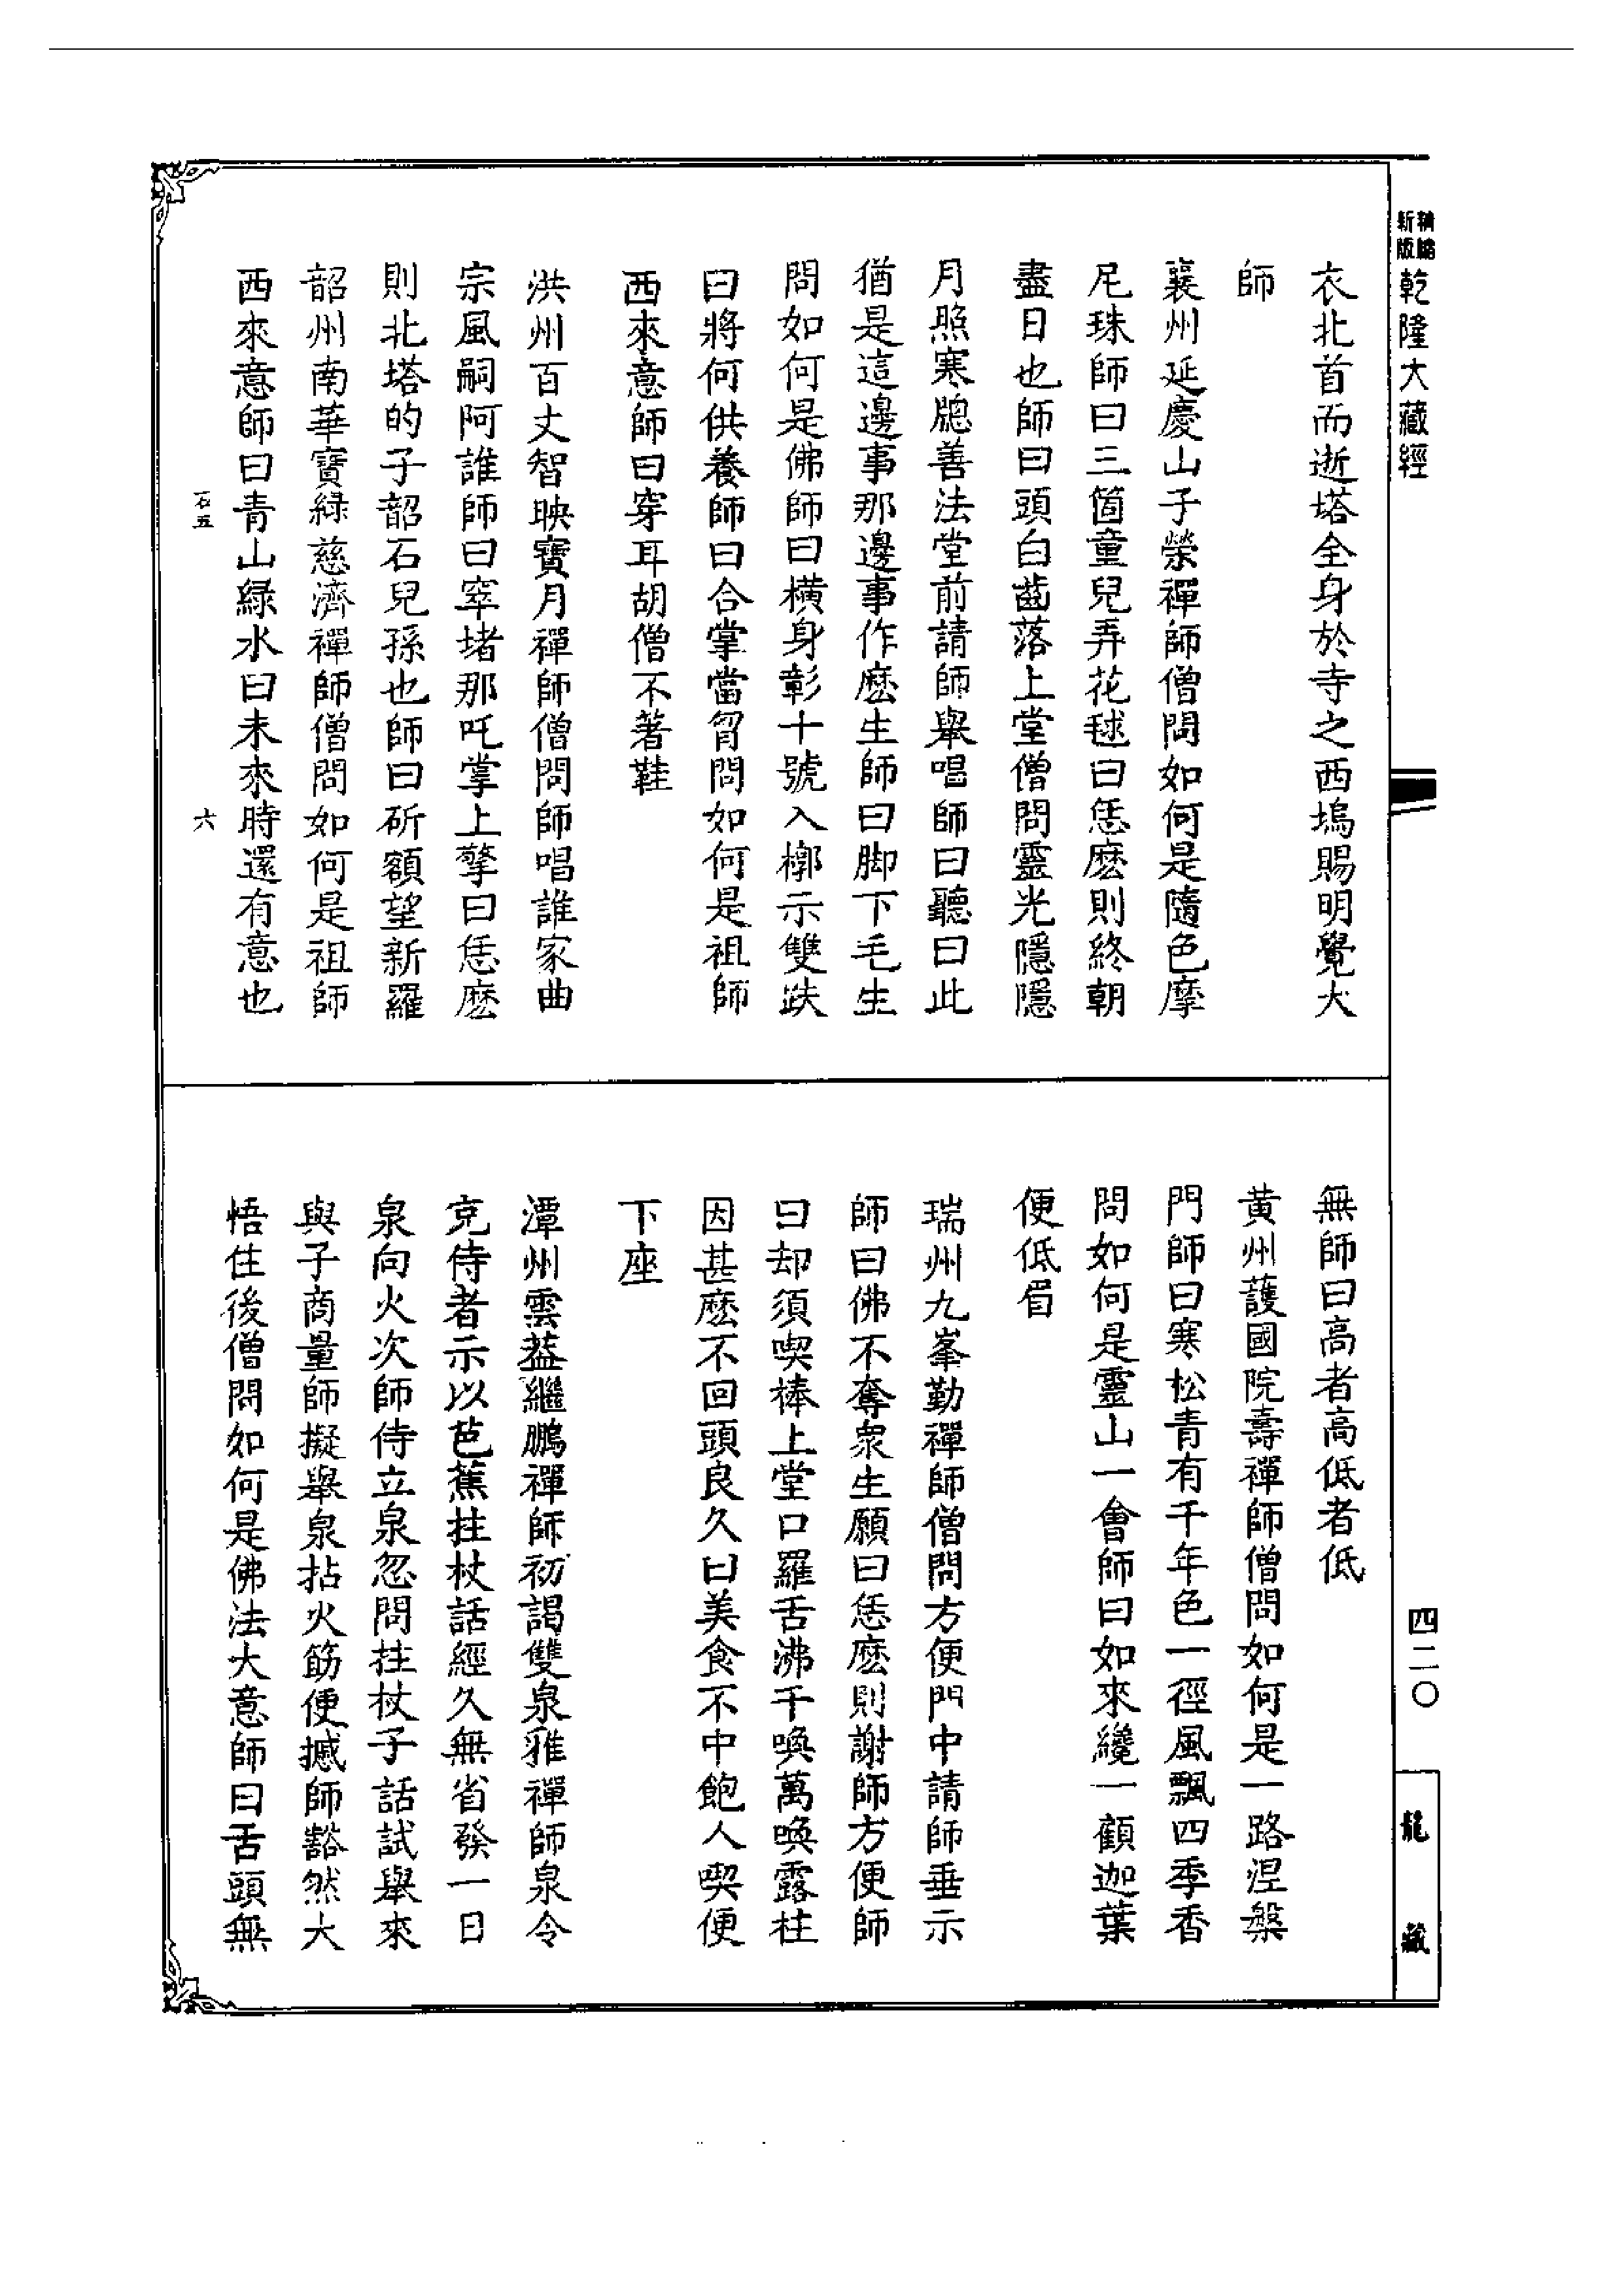 新編縮版
乾隆大藏經
衣北首而逝塔全身於寺之西塢賜明覺大
師
襄州延慶山子榮禪師僧問如何是隨色摩
尼珠師曰三箇童兒弄花毬曰恁麽則終朝
盡日也師曰頭白齒落上堂僧問靈光隱隱
月照寒牕善法堂前請師舉唱師曰聽曰此
猶是這邊事那邊事作麽生師曰脚下毛生
問如何是佛師曰橫身彰十號入槨示雙趺
曰將何供養師曰合掌當胷問如何是祖師
西來意師曰穿耳胡僧不著鞋
洪州百丈智映寶月禪師僧問師唱誰家曲
宗風嗣阿誰師曰窣堵那吒掌上擎曰恁麽
則北塔的子韶石兒孫也師曰斫額望新羅
韶州南華寶緣慈濟禪師僧問如何是祖師
西來意師曰青山綠水曰未來時還有意也
石五
六
無師曰高者高低者低
黃州護國院壽禪師僧問如何是一路涅槃
門師曰寒松青有千年色一徑風飄四季香
問如何是靈山一會師曰如來纔一顧迦葉
便低眉
瑞州九峯勤禪師僧問方便門中請師垂示
師曰佛不奪衆生願曰恁麽則謝師方便師
曰却須喫棒上堂口羅舌沸千喚萬喚露柱
因甚麽不回頭良久曰美食不中飽人喫便
下座
潭州雲葢繼鵬禪師初謁雙泉雅禪師泉令
充侍者示以芭蕉拄杖話經久無省發一日
泉向火次師侍立泉忽問拄杖子話試舉來
與子商量師擬舉泉拈火筯便撼師豁然大
悟住後僧問如何是佛法大意師曰舌頭無
四二〇
龍藏